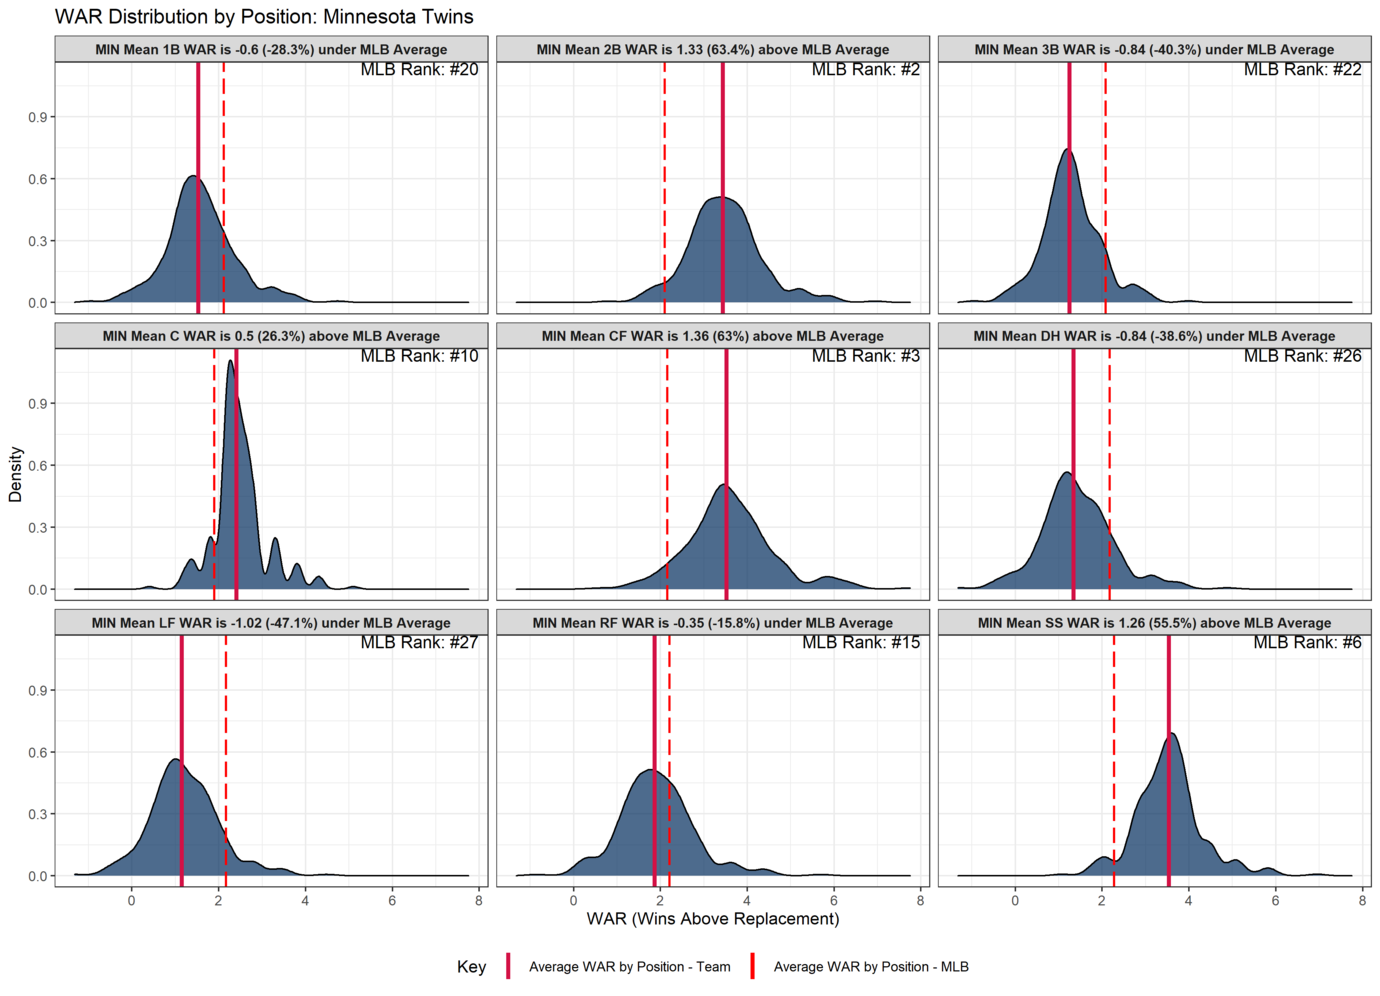 WAR Distribution by Position: Minnesota Twins
MIN Mean 1B WAR is -0.6 (-28.3%) under MLB Average
MIN Mean 2B WAR is 1.33 (63.4%) above MLB Average
MIN Mean 3B WAR is -0.84 (-40.3%) under MLB Average
MLB Rank: #20
MLB Rank: #2
MLB Rank: #22
0.9
0.6
0.3
0.0
MIN Mean C WAR is 0.5 (26.3%) above MLB Average
MIN Mean CF WAR is 1.36 (63%) above MLB Average
MIN Mean DH WAR is -0.84 (-38.6%) under MLB Average
MLB Rank: #10
MLB Rank: #3
MLB Rank: #26
0.9
0.6
0.3
0.0
Density
MIN Mean LF WAR is -1.02 (-47.1%) under MLB Average
MIN Mean RF WAR is -0.35 (-15.8%) under MLB Average
MIN Mean SS WAR is 1.26 (55.5%) above MLB Average
MLB Rank: #27
MLB Rank: #15
MLB Rank: #6
0.9
0.6
0.3
0.0
0 2 4 6 8
0 2 4 6 8
0 2 4 6 8
WAR (Wins Above Replacement)
Key
Average WAR by Position - Team
Average WAR by Position - MLB